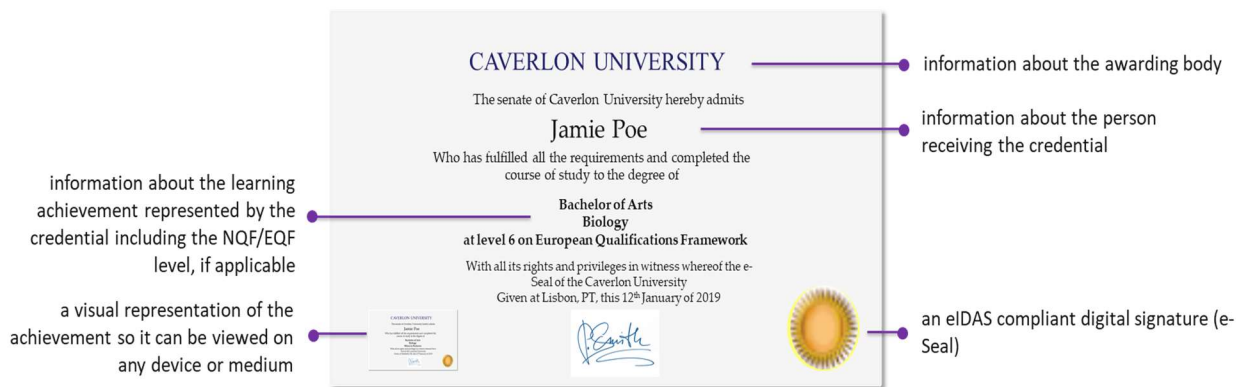 CAVERLON UNIVERSITY
The senate of Caverlon University hereby admits
Jamie Poe
Who has fulfilled all the requirements and completed the
course of study to the degree of
Bachelor of Arts
Biology
at level 6 on European Qualifications Framework
With all its rights and privileges in witness whereof the e-
Seal of the Caverlon University
Given at Lisbon, PT, this 12th January of 2019
CAVERLON UNIVERSITY
Jamie Poe
information about the learning
achievement represented by the
credential including the NQF/EQF
level, if applicable
a visual representation of the
achievement so it can be viewed on
any device or medium
information about the awarding body
information about the person
receiving the credential
an eIDAS compliant digital signature (e-
Seal)